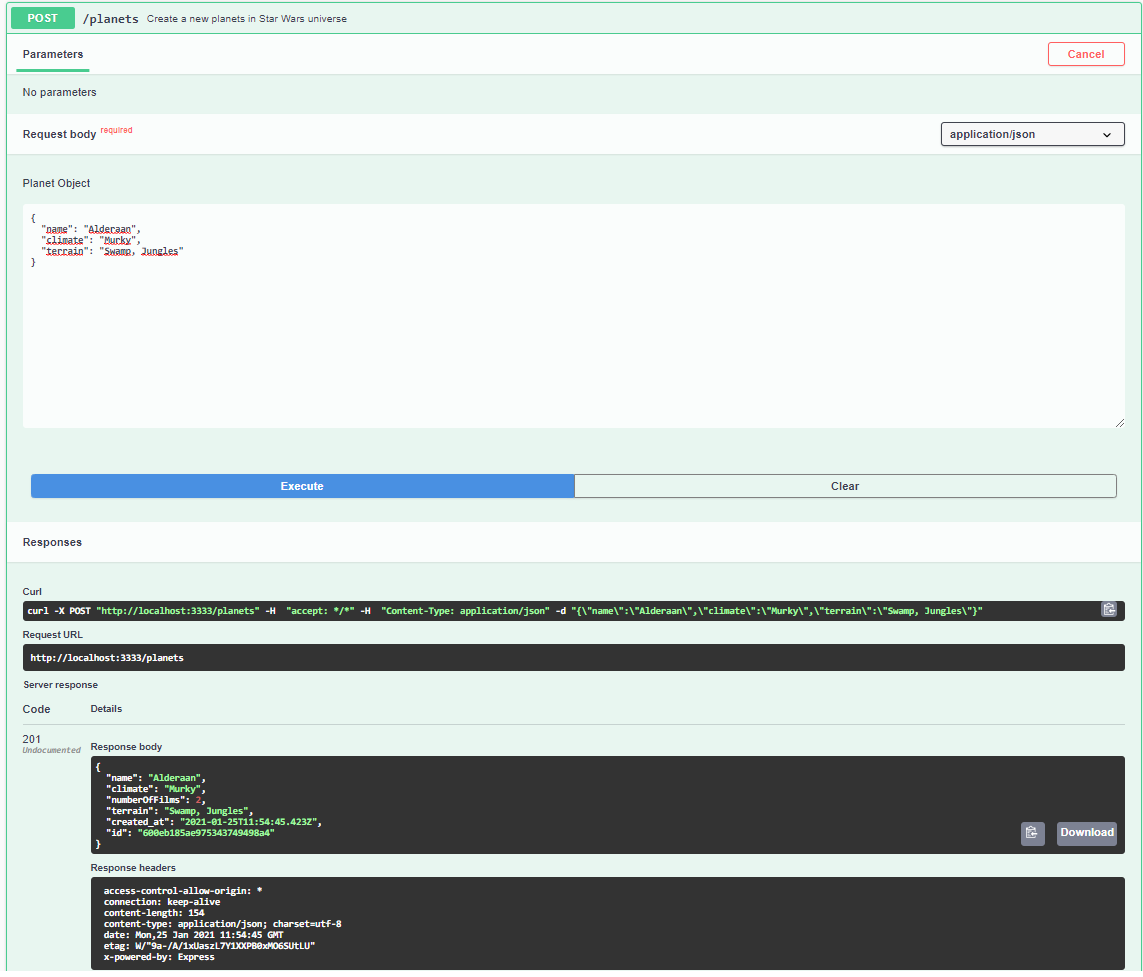 POST /planets Create a new planets in Star Wars universe
Parameters Cancel
No parameters
Request body required application/json
Planet Object
{
"name": "Alderaan",
"climate": "Murky",
"terrain": "Swamp, Jungles"
}
Execute Clear
Responses
Curl
curl -X POST "http://localhost:3333/planets" -H  "accept: */*" -H  "Content-Type: application/json" -d "{\"name\":\"Alderaan\",\"climate\":\"Murky\",\"terrain\":\"Swamp, Jungles\"}"
Request URL
http://localhost:3333/planets
Server response
Code Details
201
Undocumented
Response body
{
"name": "Alderaan",
"climate": "Murky",
"numberOfFilms": 2,
"terrain": "Swamp, Jungles",
"created_at": "2021-01-25T11:54:45.423Z",
"id": "600eb185ae975343749498a4"
}
Download
Response headers
access-control-allow-origin: *
connection: keep-alive
content-length: 154
content-type: application/json; charset=utf-8
date: Mon,25 Jan 2021 11:54:45 GMT
etag: W/"9a-/A/1xUaszL7Y1XXPB0xMO6SUtLU"
x-powered-by: Express